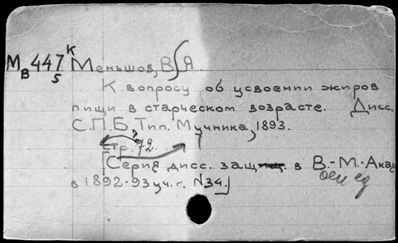 Мв 447 К 5 Меньшов, В. Я
К вопросу об усвоении жиров
пищи в старческом возрасте. Дисс.
С.П.Б., Тип. Мучника, 1893.
стр. 72.
[Серия дисс. защ. в В.-М.-Акад
в 1892-93 уч. г. №34]